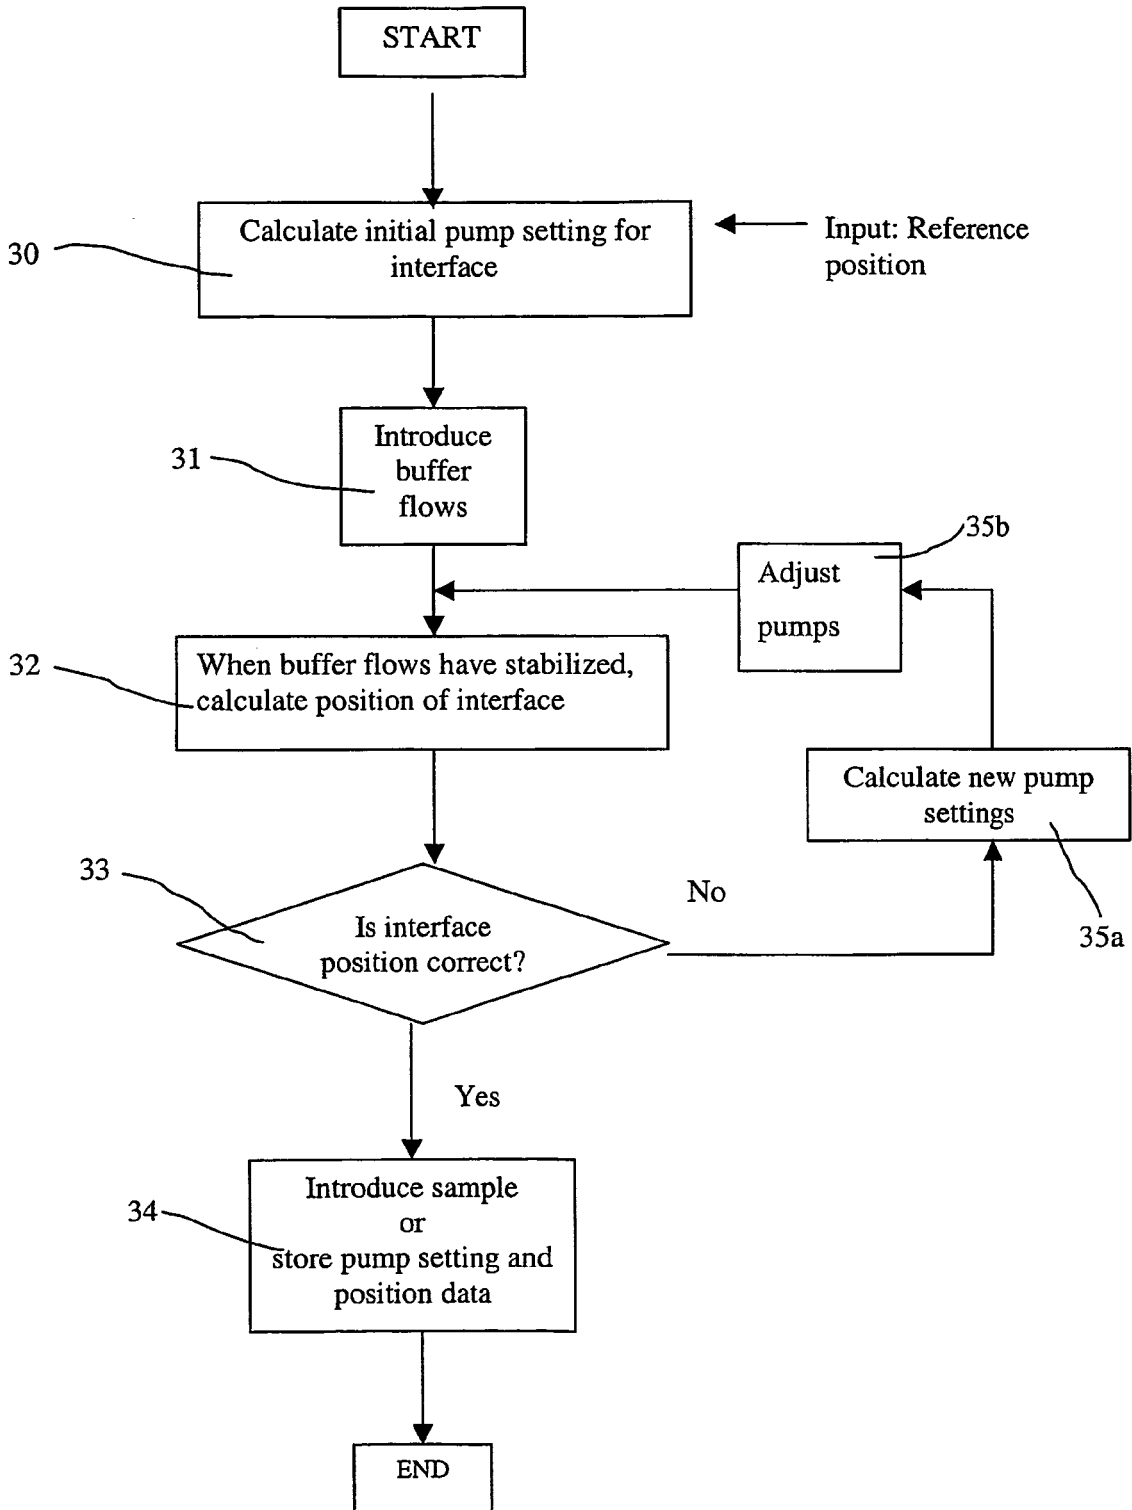 START
Calculate initial pump setting for
interface
30
Input: Reference
position
Introduce
buffer
flows
31
35b
Adjust
pumps
32
When buffer flows have stabilized,
calculate position of interface
Calculate new pump
settings
33
No
Is interface
position correct?
35a
Yes
Introduce sample
or
store pump setting and
position data
34
END